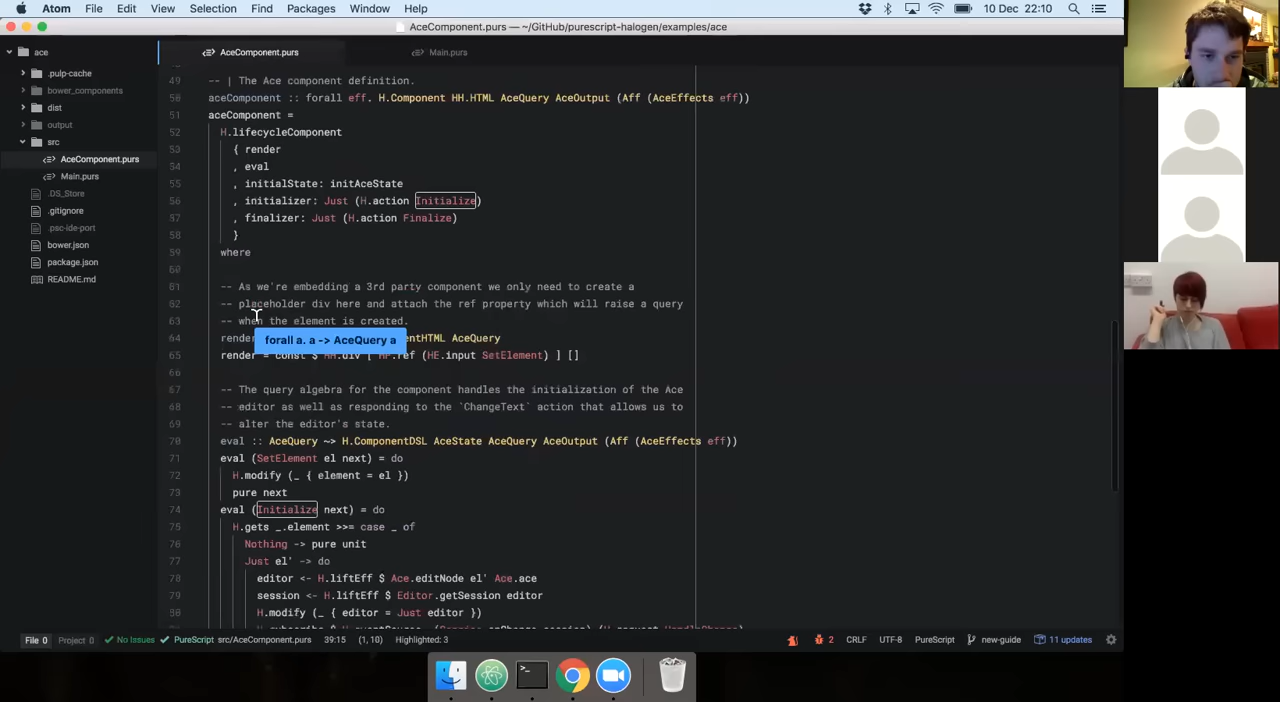 Atom File Edit View Selection Find Packages Window Help 10 Dec 22:10
AceComponent.purs — ~/GitHub/purescript-halogen/examples/ace
ace
.pulp-cache
bower_components
dist
output
src
AceComponent.purs
Main.purs
.DS_Store
.gitignore
.psc-ide-port
bower.json
package.json
README.md
AceComponent.purs Main.purs
49 -- | The Ace component definition.
50 aceComponent :: forall eff. H.Component HH.HTML AceQuery AceOutput (Aff (AceEffects eff))
51 aceComponent =
52 H.lifecycleComponent
53 { render
54 , eval
55 , initialState: initAceState
56 , initializer: Just (H.action Initialize)
57 , finalizer: Just (H.action Finalize)
58 }
59 where
60
61 -- As we're embedding a 3rd party component we only need to create a
62 -- placeholder div here and attach the ref property which will raise a query
63 -- when the element is created.
64 render AceQuery
forall a. a -> AceQuery a
65 render = const $ HH.div [ HP.ref (HE.input SetElement) ] []
66
67 -- The query algebra for the component handles the initialization of the Ace
68 -- editor as well as responding to the `ChangeText` action that allows us to
69 -- alter the editor's state.
70 eval :: AceQuery ~> H.ComponentDSL AceState AceQuery AceOutput (Aff (AceEffects eff))
71 eval (SetElement el next) = do
72 H.modify (_ { element = el })
73 pure next
74 eval (Initialize next) = do
75 H.gets _.element >>= case _ of
76 Nothing -> pure unit
77 Just el' -> do
78 editor <- H.liftEff $ Ace.editNode el' Ace.ace
79 session <- H.liftEff $ Editor.getSession editor
80 H.modify (_ { editor = Just editor })
File 0 Project 0 No Issues PureScript src/AceComponent.purs 39:15 (1, 10) Highlighted: 3 2 CRLF UTF-8 PureScript new-guide 11 updates